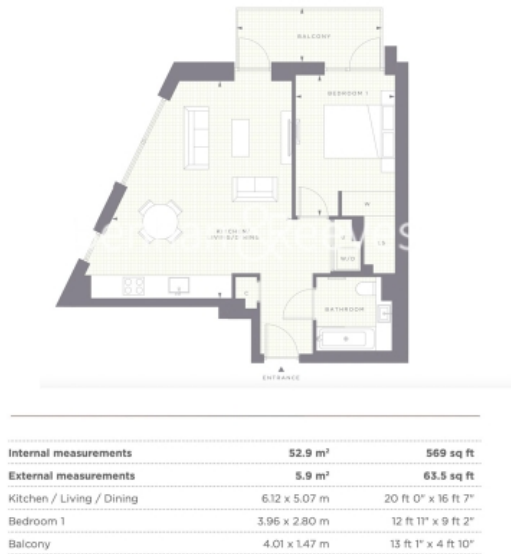 BALCONY
BEDROOM 1
W
KITCHEN/
LIVING/DINING
W/D
C
BATHROOM
ENTRANCE
Internal measurements 52.9 m² 569 sq ft
External measurements 5.9 m² 63.5 sq ft
Kitchen / Living / Dining 6.12 x 5.07 m 20 ft 0" x 16 ft 7"
Bedroom 1 3.96 x 2.80 m 12 ft 11" x 9 ft 2"
Balcony 4.01 x 1.47 m 13 ft 1" x 4 ft 10"